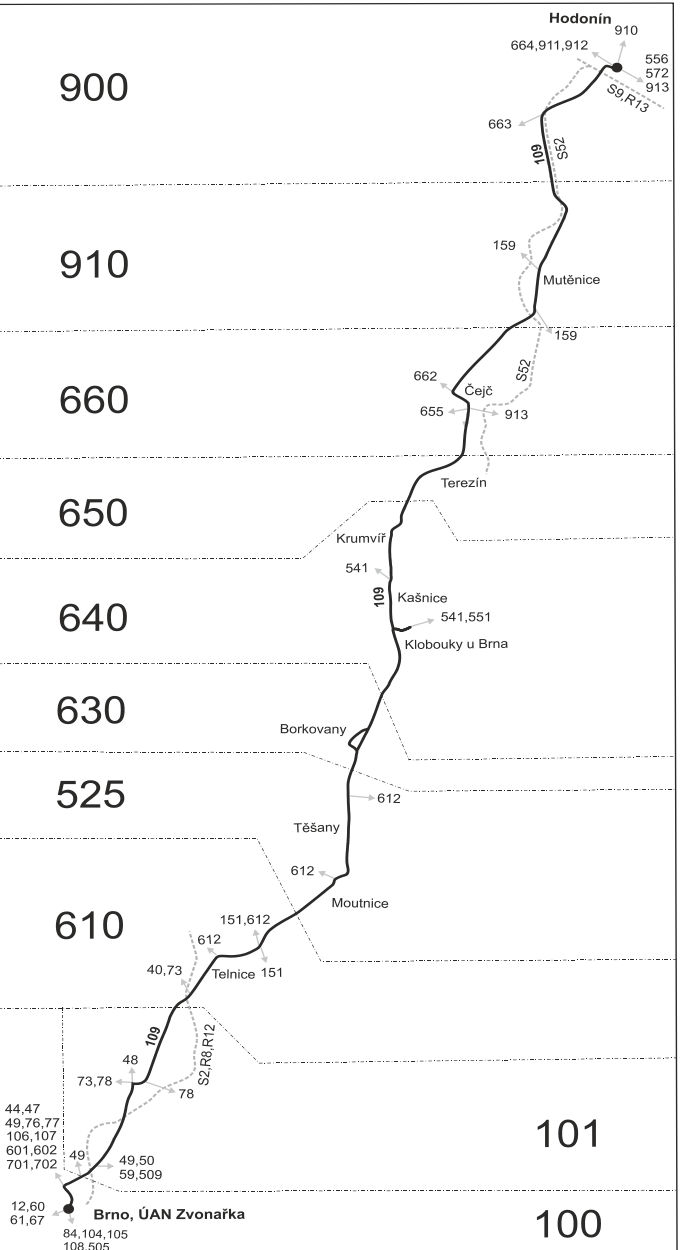 Hodonín
910
664,911,912
556
572
913
S9,R13
900
663
109
S52
910
159
Mutěnice
159
S52
662
Čejč
660
655
913
Terezín
650
Krumvíř
541
109
Kašnice
640
541,551
Klobouky u Brna
630
Borkovany
525
612
Těšany
612
Moutnice
610
151,612
612
Telnice
151
40,73
109
S2,R8,R12
48
73,78
78
44,47
49,76,77
106,107
601,602
701,702
101
49
49,50
59,509
12,60
61,67
Brno, ÚAN Zvonařka
100
84,104,105
108,505